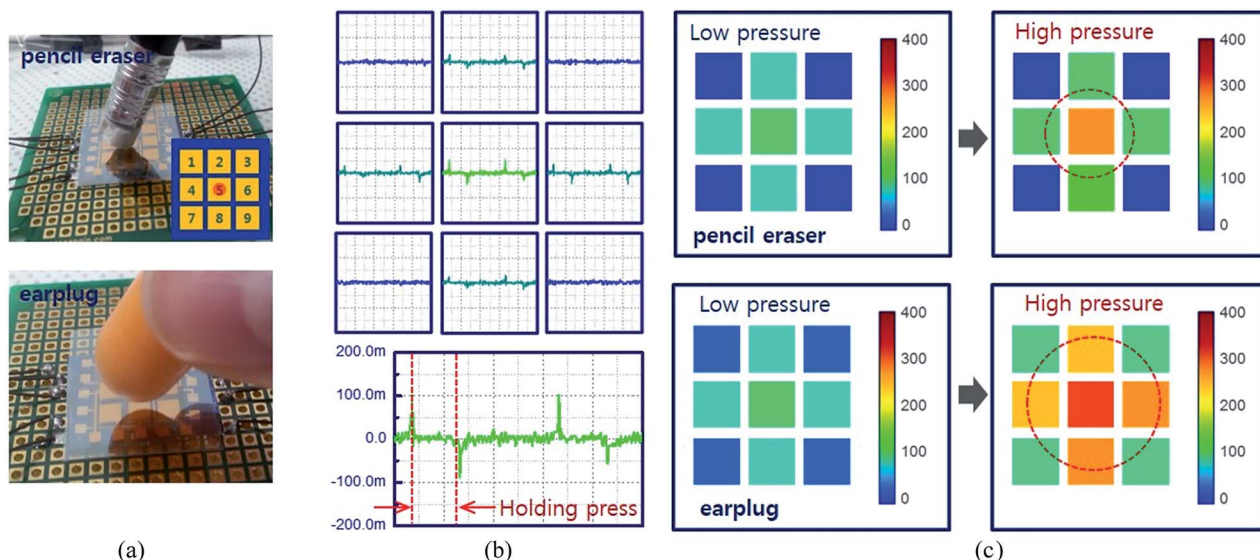 pencil eraser
1 2 3
4 5 6
7 8 9
earplug
(a)
200.0m
100.0m
0.0
-100.0m
-200.0m
Holding press
(b)
Low pressure
400
300
200
100
0
pencil eraser
High pressure
400
300
200
100
0
Low pressure
400
300
200
100
0
earplug
High pressure
400
300
200
100
0
(c)